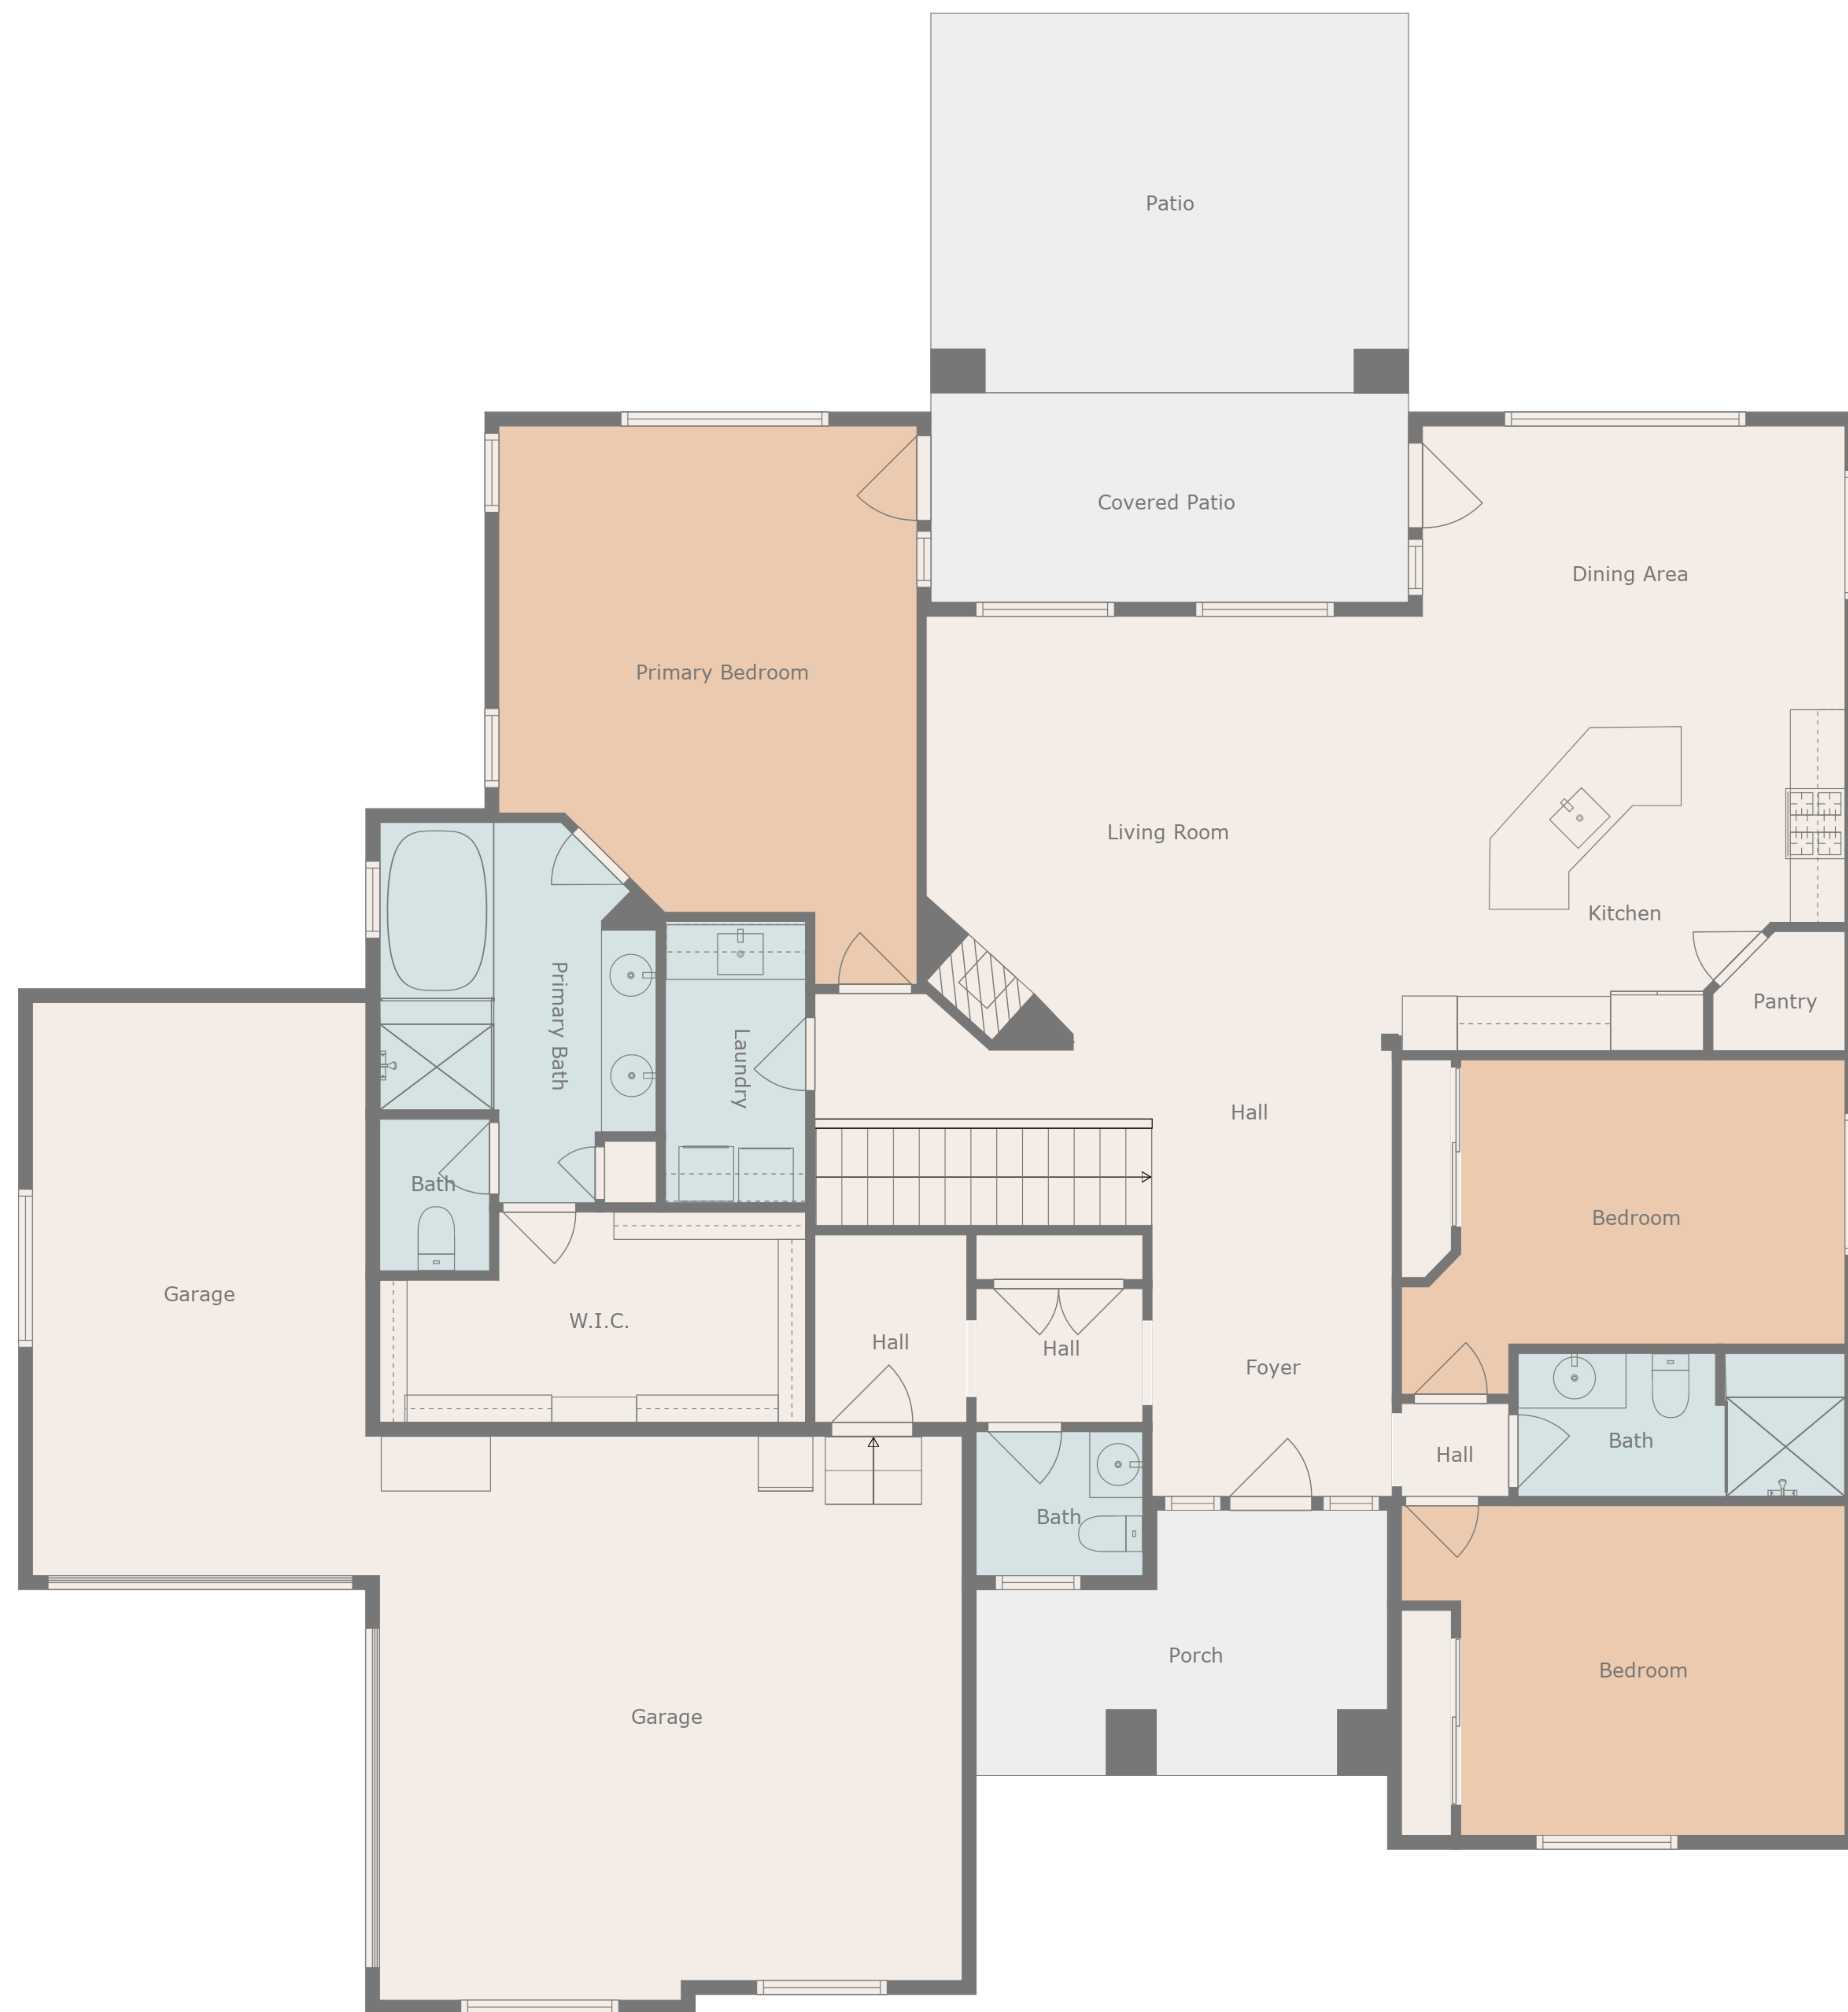 Patio
Covered Patio
Dining Area
Primary Bedroom
Living Room
Kitchen
Pantry
Primary Bath
Laundry
Hall
Bath
Bedroom
Garage
W.I.C.
Hall
Hall
Foyer
Hall
Bath
Bath
Porch
Bedroom
Garage